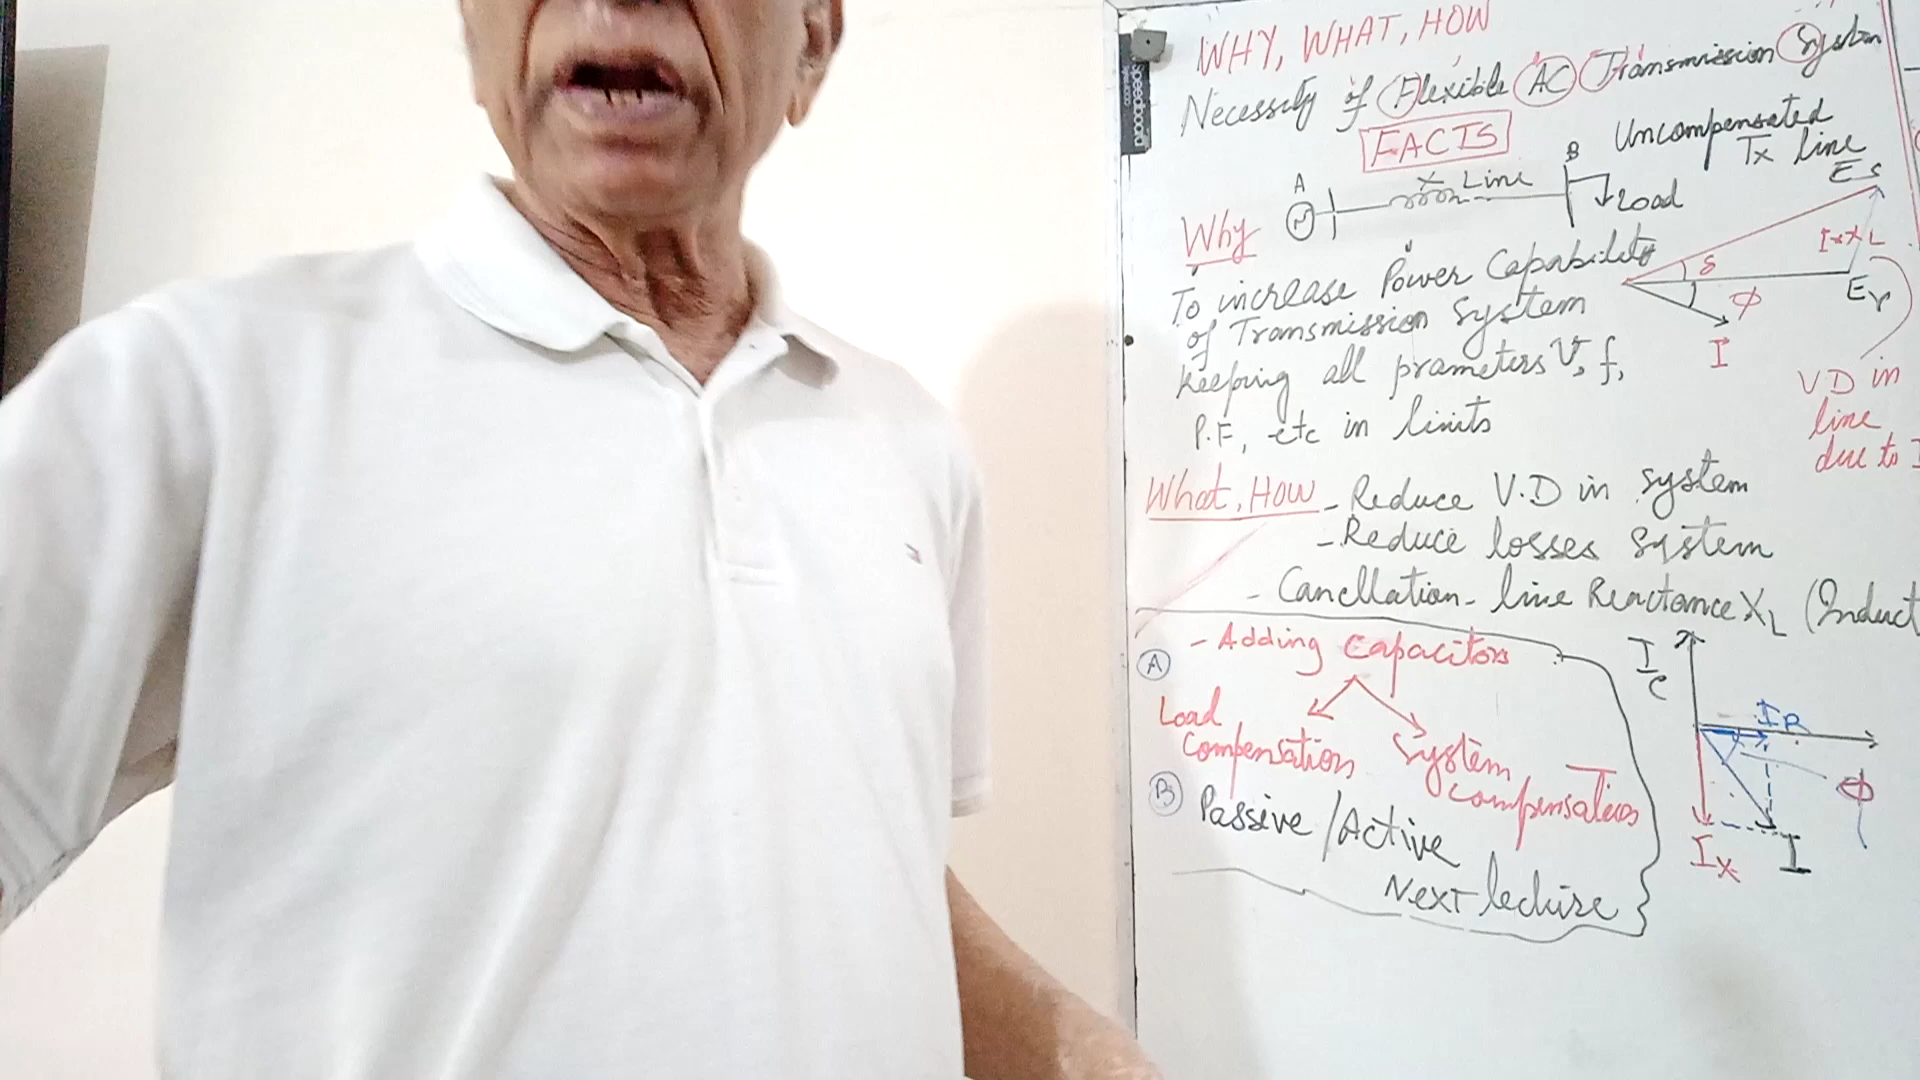 WHY, WHAT, HOW
Necessity of Flexible AC Transmission System
FACTS
Uncompensated
Tx line
A
X Line
B
Load
Es
Ix XL
δ
Er
φ
I
VD in
line
due to I
Why
To increase Power Capability
of Transmission System
Keeping all prameters V, f,
P.F, etc in limits
What, HOW - Reduce V.D in system
- Reduce losses system
- Canellation - line Reactance XL (Induct
A
- Adding Capacitors
Load
Compensation
System
compensation
B
Passive / Active
Next lecture
Ic
IR
φ
Ix
I
speedboard